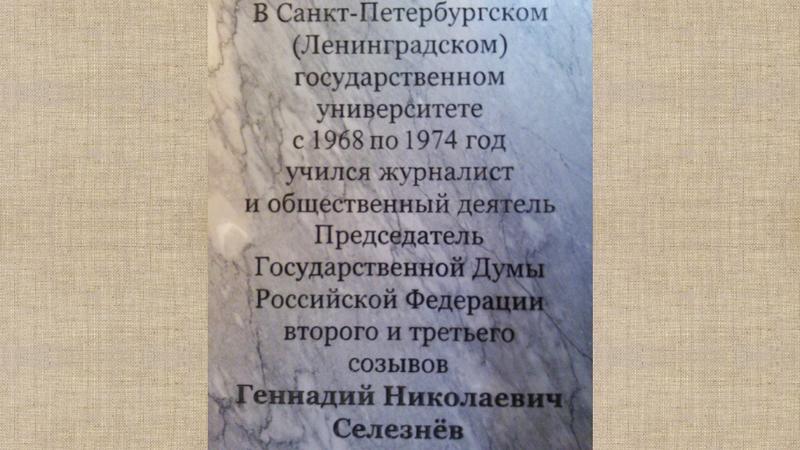 В Санкт-Петербургском
(Ленинградском)
государственном
университете
с 1968 по 1974 год
учился журналист
и общественный деятель
Председатель
Государственной Думы
Российской Федерации
второго и третьего
созывов
Геннадий Николаевич
Селезнёв